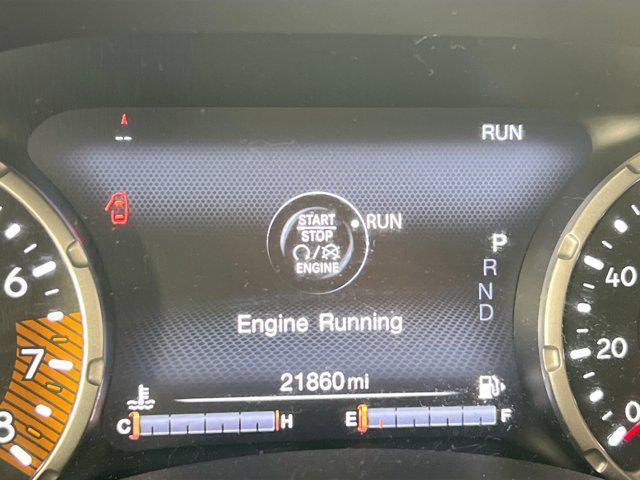 --
RUN
START
STOP
RUN
ENGINE
P
R
N
D
Engine Running
21860 mi
C H
E F
6
7
8
40
20
0